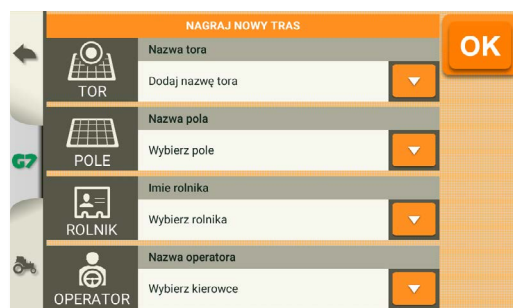 NAGRAJ NOWY TRAS
OK
Nazwa tora
TOR
Dodaj nazwę tora
Nazwa pola
POLE
Wybierz pole
G7
Imie rolnika
ROLNIK
Wybierz rolnika
Nazwa operatora
OPERATOR
Wybierz kierowce